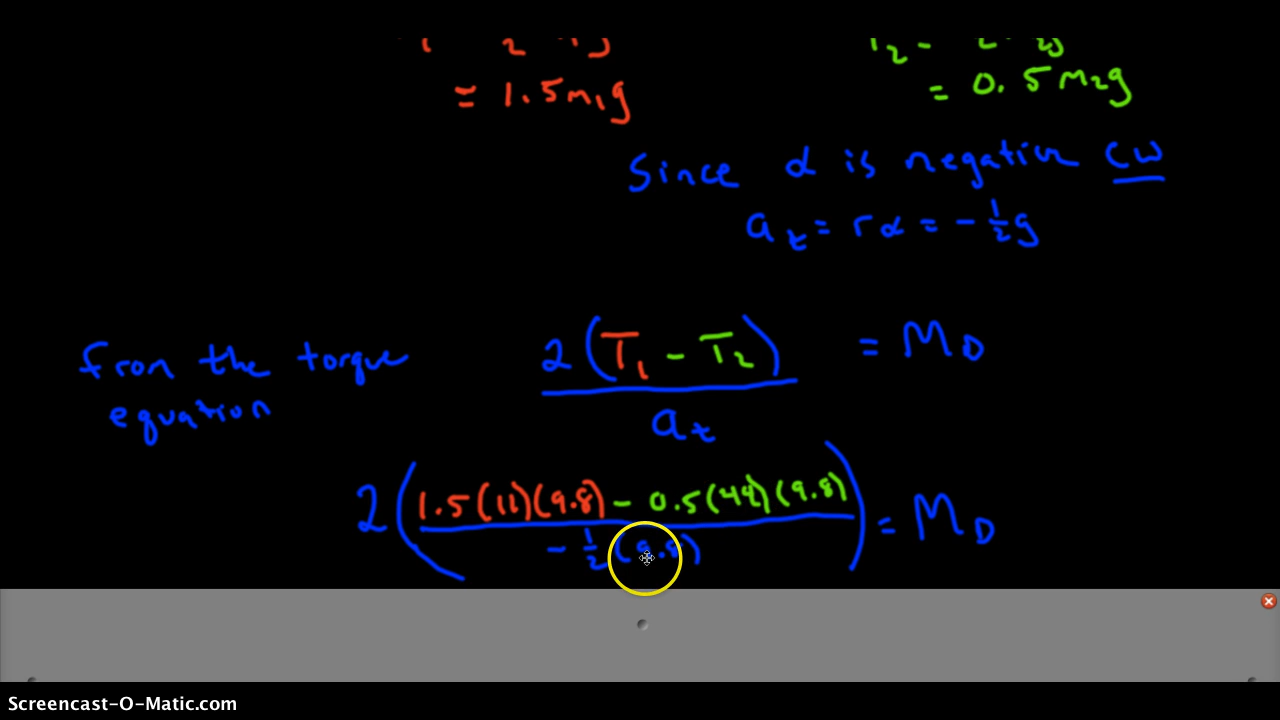 = 1.5m₁g
= 0.5m₂g
Since α is negative CW
aₜ = rα = -½g
from the torque equation
2(T₁ - T₂) / aₜ = M_D
2(1.5(11)(9.8) - 0.5(44)(9.8) / -½(9.8)) = M_D
Screencast-O-Matic.com